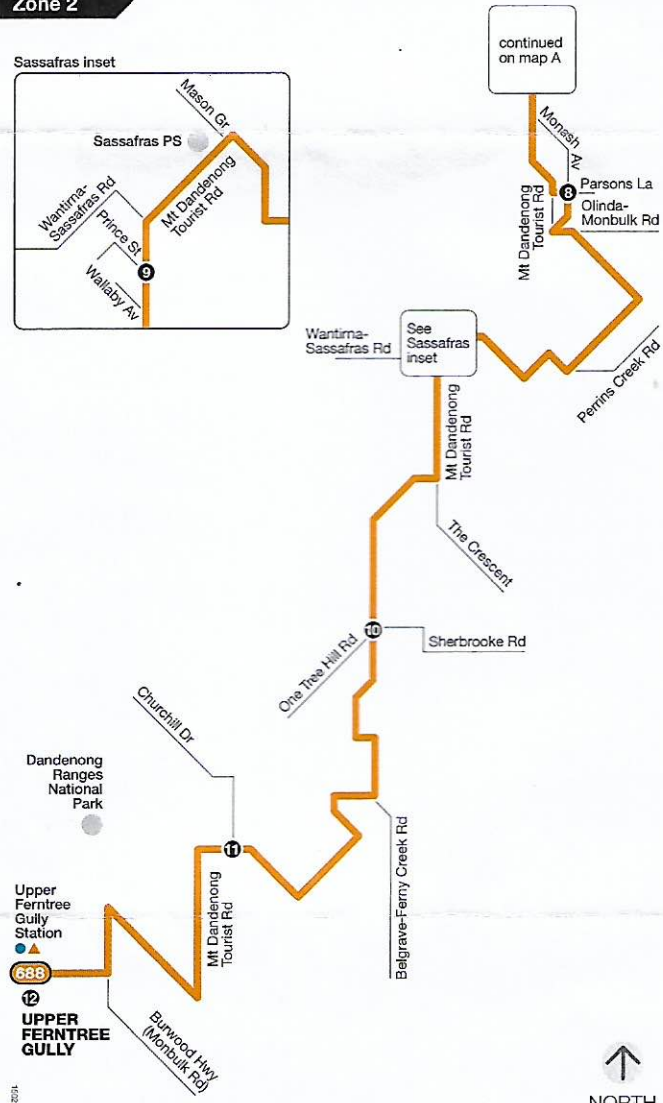 Zone 2
Sassafras inset
Mason Gr
Sassafras PS
Mt Dandenong
Tourist Rd
Wantirna-
Sassafras Rd
Prince St
9
Wallaby Av
continued
on map A
Monash
Av
8
Parsons La
Olinda-
Monbulk Rd
Mt Dandenong
Tourist Rd
Perrins Creek Rd
Wantirna-
Sassafras Rd
See
Sassafras
inset
Mt Dandenong
Tourist Rd
The Crescent
10
One Tree Hill Rd
Sherbrooke Rd
Churchill Dr
Dandenong
Ranges
National
Park
11
Mt Dandenong
Tourist Rd
Belgrave-Ferny Creek Rd
Upper
Ferntree
Gully
Station
688
12
UPPER
FERNTREE
GULLY
Burwood Hwy
(Monbulk Rd)
NORTH